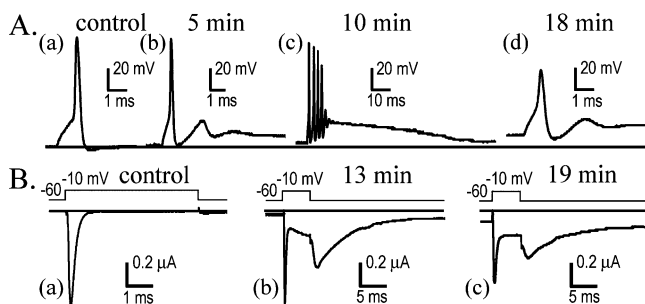 A. control 5 min 10 min 18 min
(a) (b) (c) (d)
20 mV 20 mV 20 mV 20 mV
1 ms 1 ms 10 ms 1 ms
B. control 13 min 19 min
-60 -10 mV -60 -10 mV -60 -10 mV
(a) 0.2 μA (b) 0.2 μA (c) 0.2 μA
1 ms 5 ms 5 ms